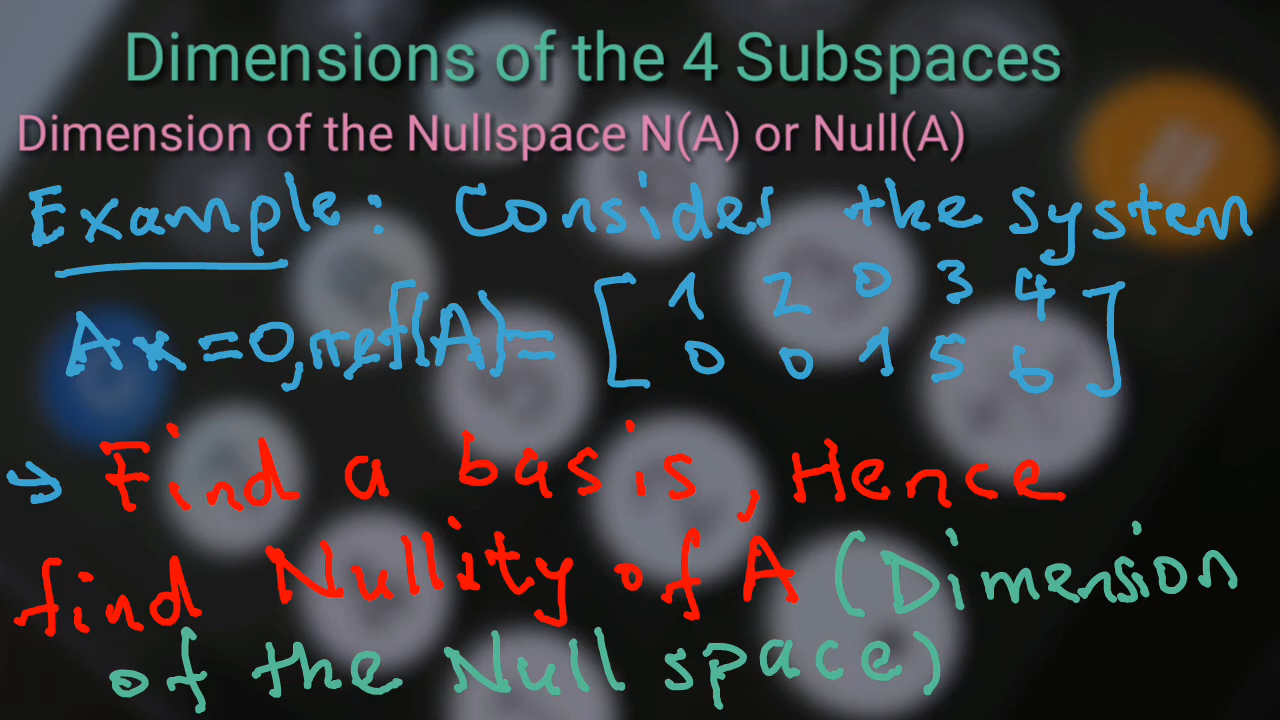 Dimensions of the 4 Subspaces
Dimension of the Nullspace N(A) or Null(A)
Example: Consider the system
Ax=0, rref(A)= [ 1 2 0 3 4
0 0 1 5 6 ]
→ Find a basis, Hence
find Nullity of A (Dimension
of the Null space)